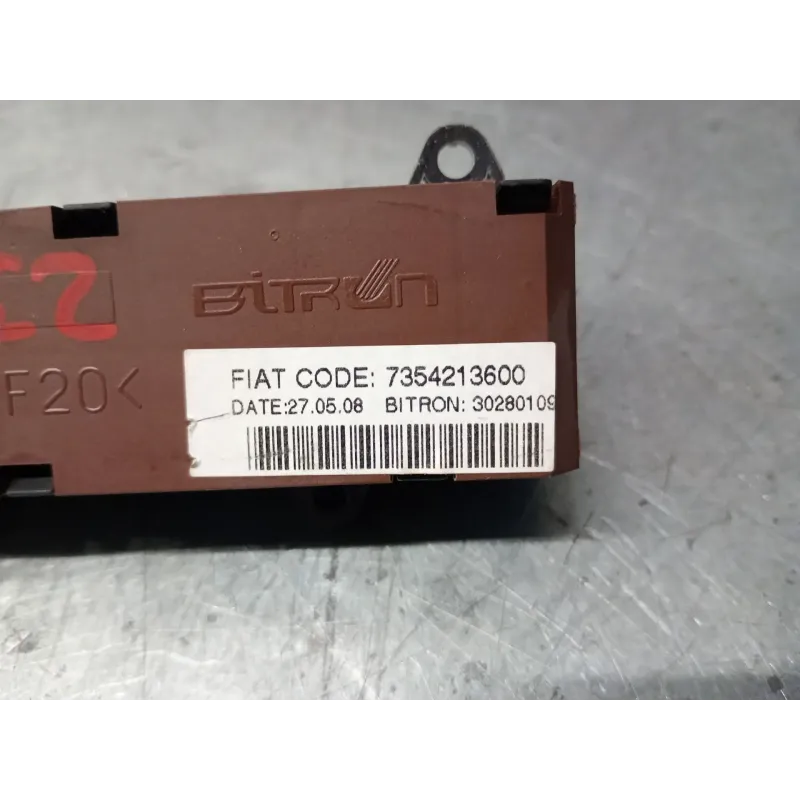 BITRON
F20<
FIAT CODE: 7354213600
DATE:27.05.08 BITRON: 30280109